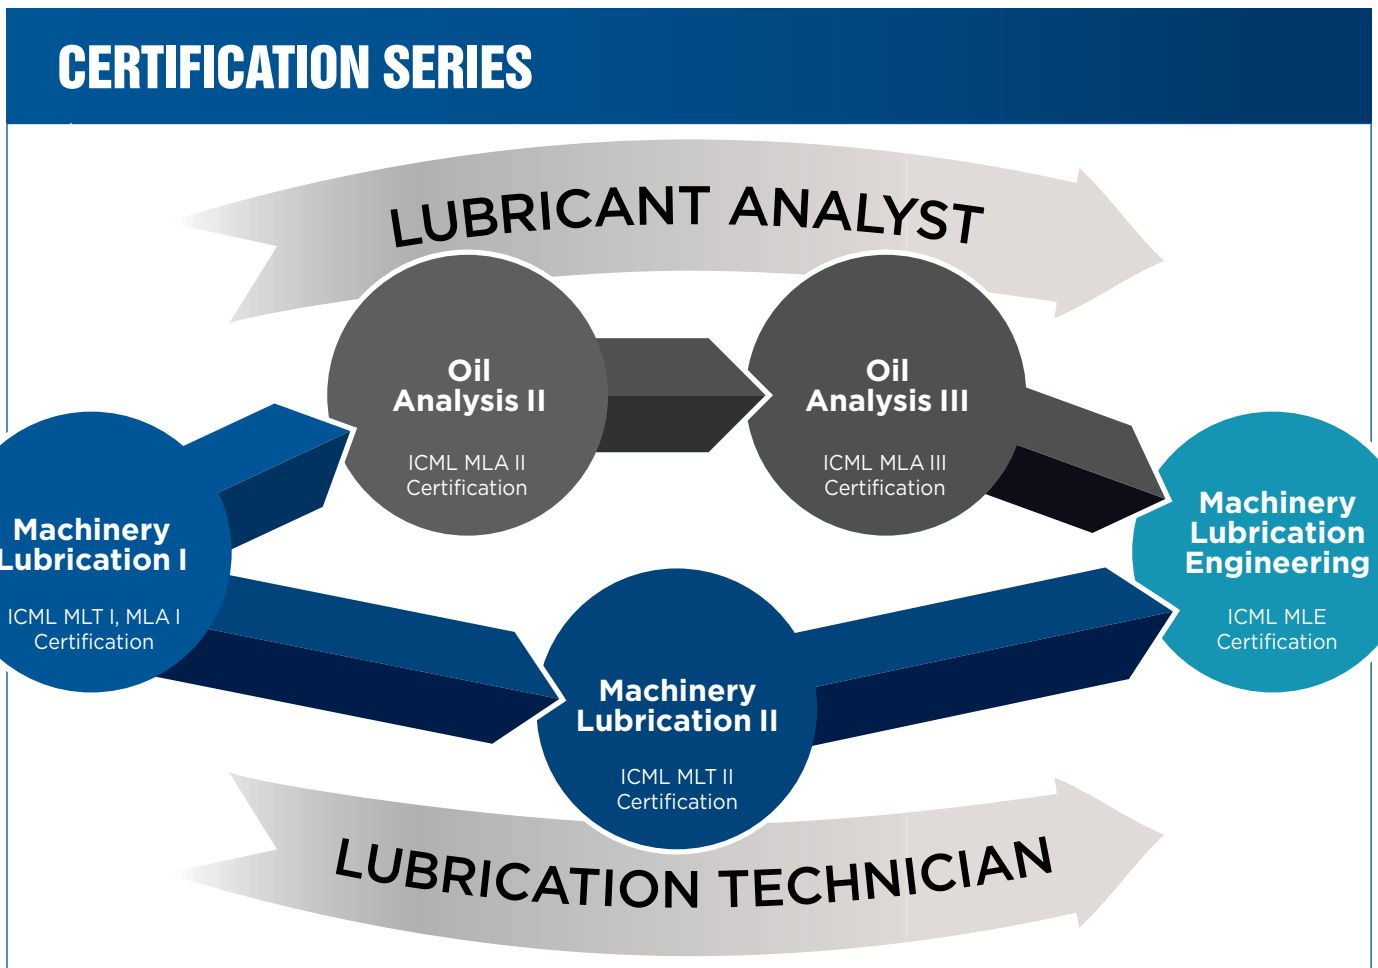 CERTIFICATION SERIES
LUBRICANT ANALYST
Oil
Analysis II
ICML MLA II
Certification
Oil
Analysis III
ICML MLA III
Certification
Machinery
Lubrication I
ICML MLT I, MLA I
Certification
Machinery
Lubrication Engineering
ICML MLE
Certification
Machinery
Lubrication II
ICML MLT II
Certification
LUBRICATION TECHNICIAN